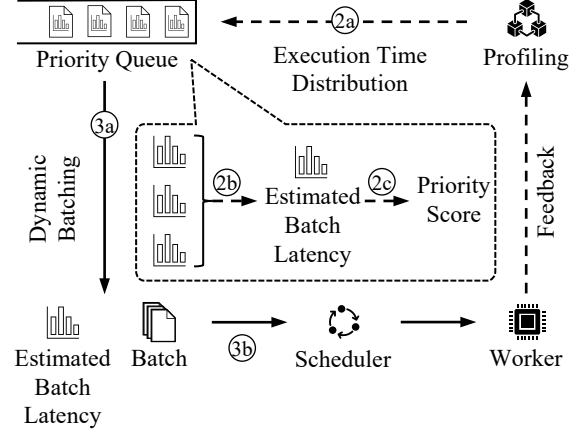 2a
Priority Queue
Execution Time
Distribution
Profiling
3a
Dynamic
Batching
2b
Estimated
Batch
Latency
2c
Priority
Score
Feedback
Estimated
Batch
Latency
Batch
3b
Scheduler
Worker